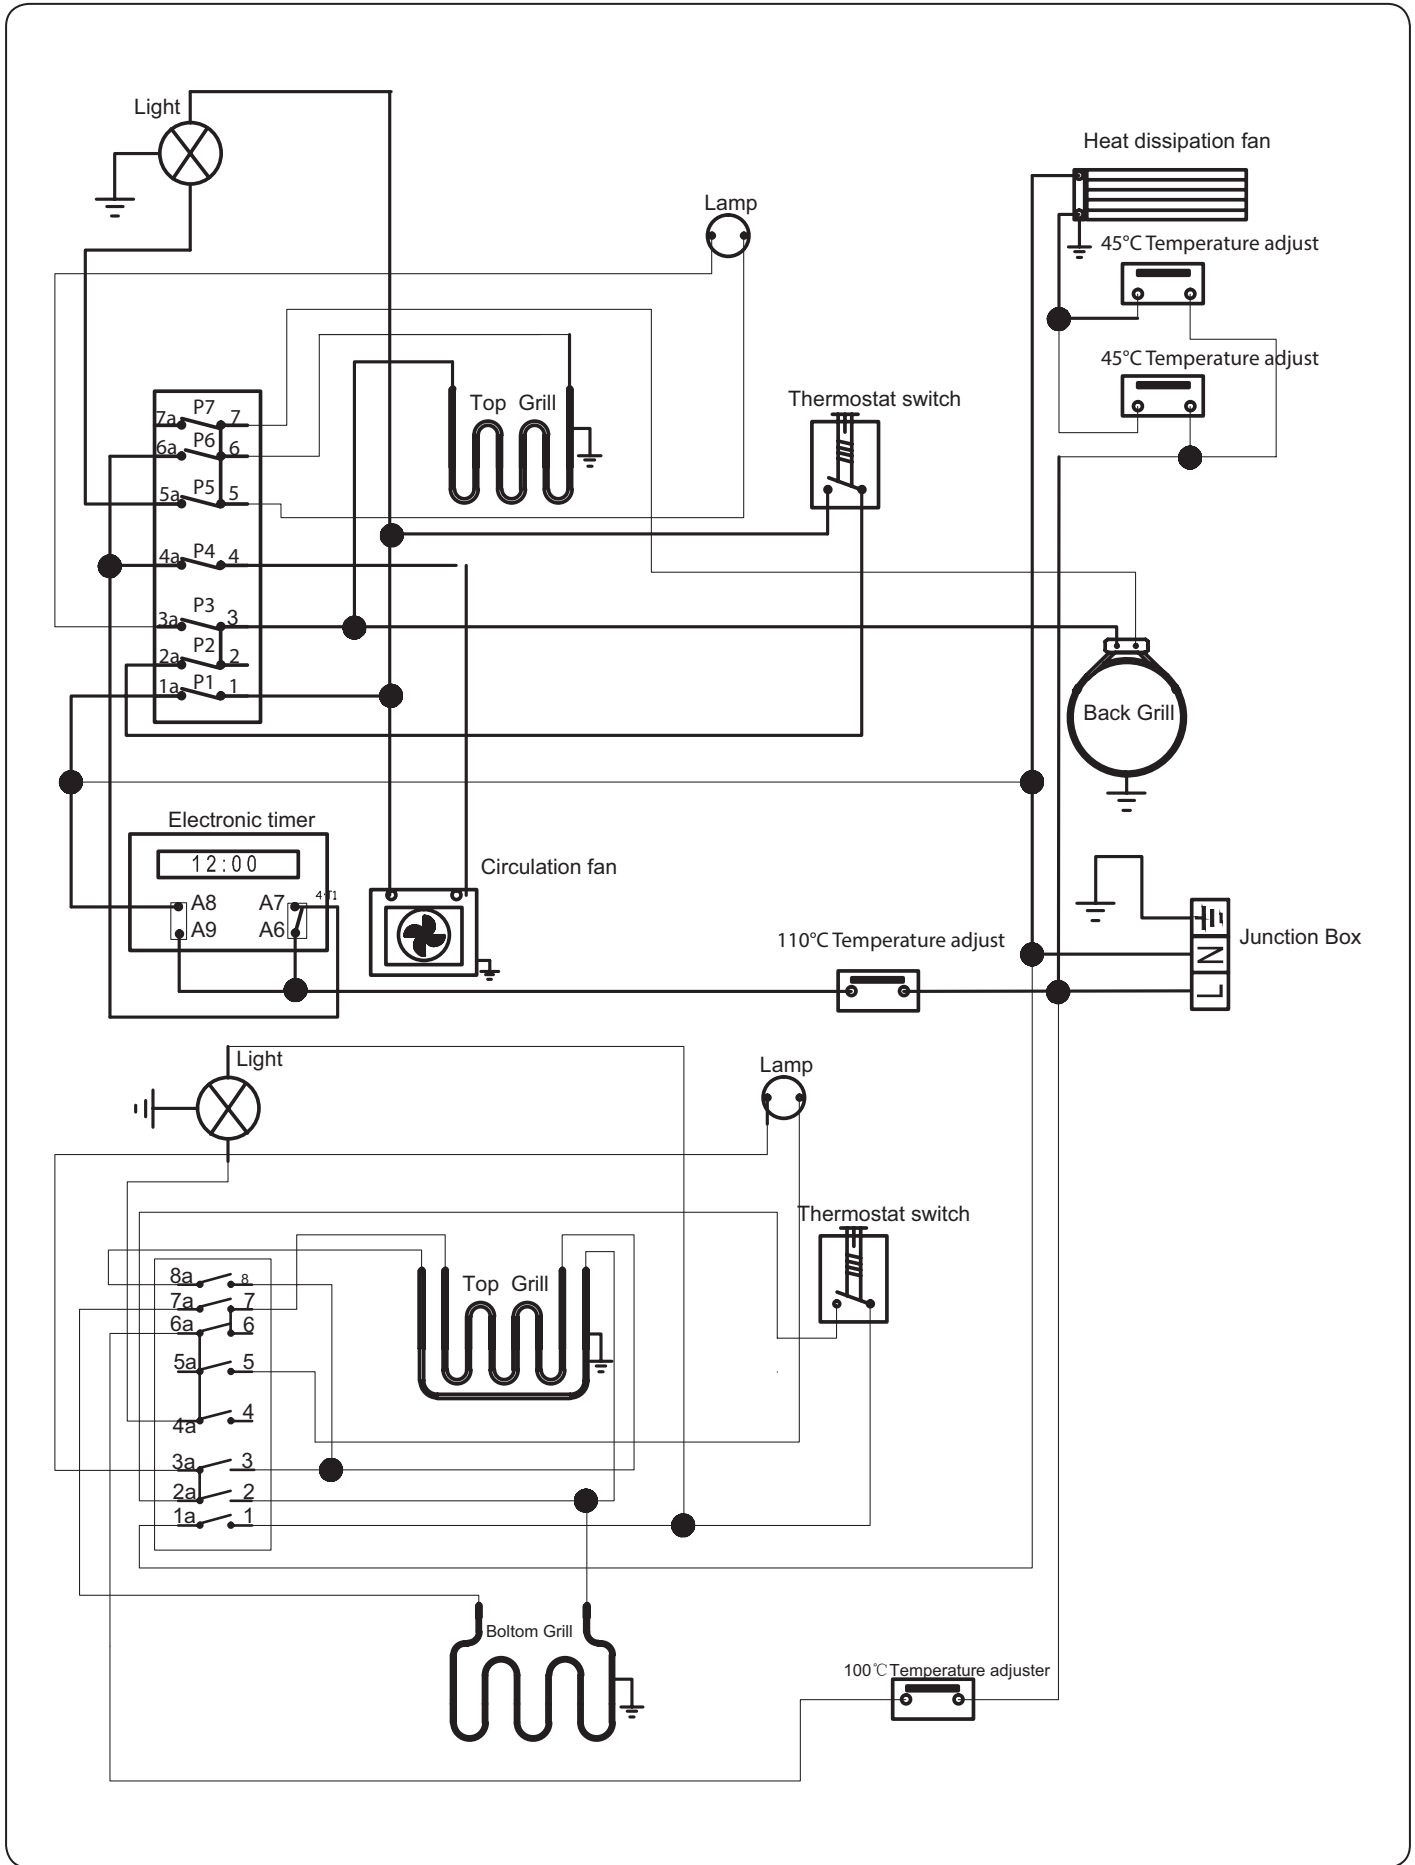 Light
Heat dissipation fan
Lamp
45°C Temperature adjust
45°C Temperature adjust
Thermostat switch
Top Grill
7a P7 7
6a P6 6
5a P5 5
4a P4 4
3a P3 3
2a P2 2
1a P1 1
Back Grill
Electronic timer
12:00
A8 A7
A9 A6
Circulation fan
110°C Temperature adjust
Junction Box
N
L
Light
Lamp
Thermostat switch
Top Grill
8a 8
7a 7
6a 6
5a 5
4a 4
3a 3
2a 2
1a 1
Boltom Grill
100℃Temperature adjuster